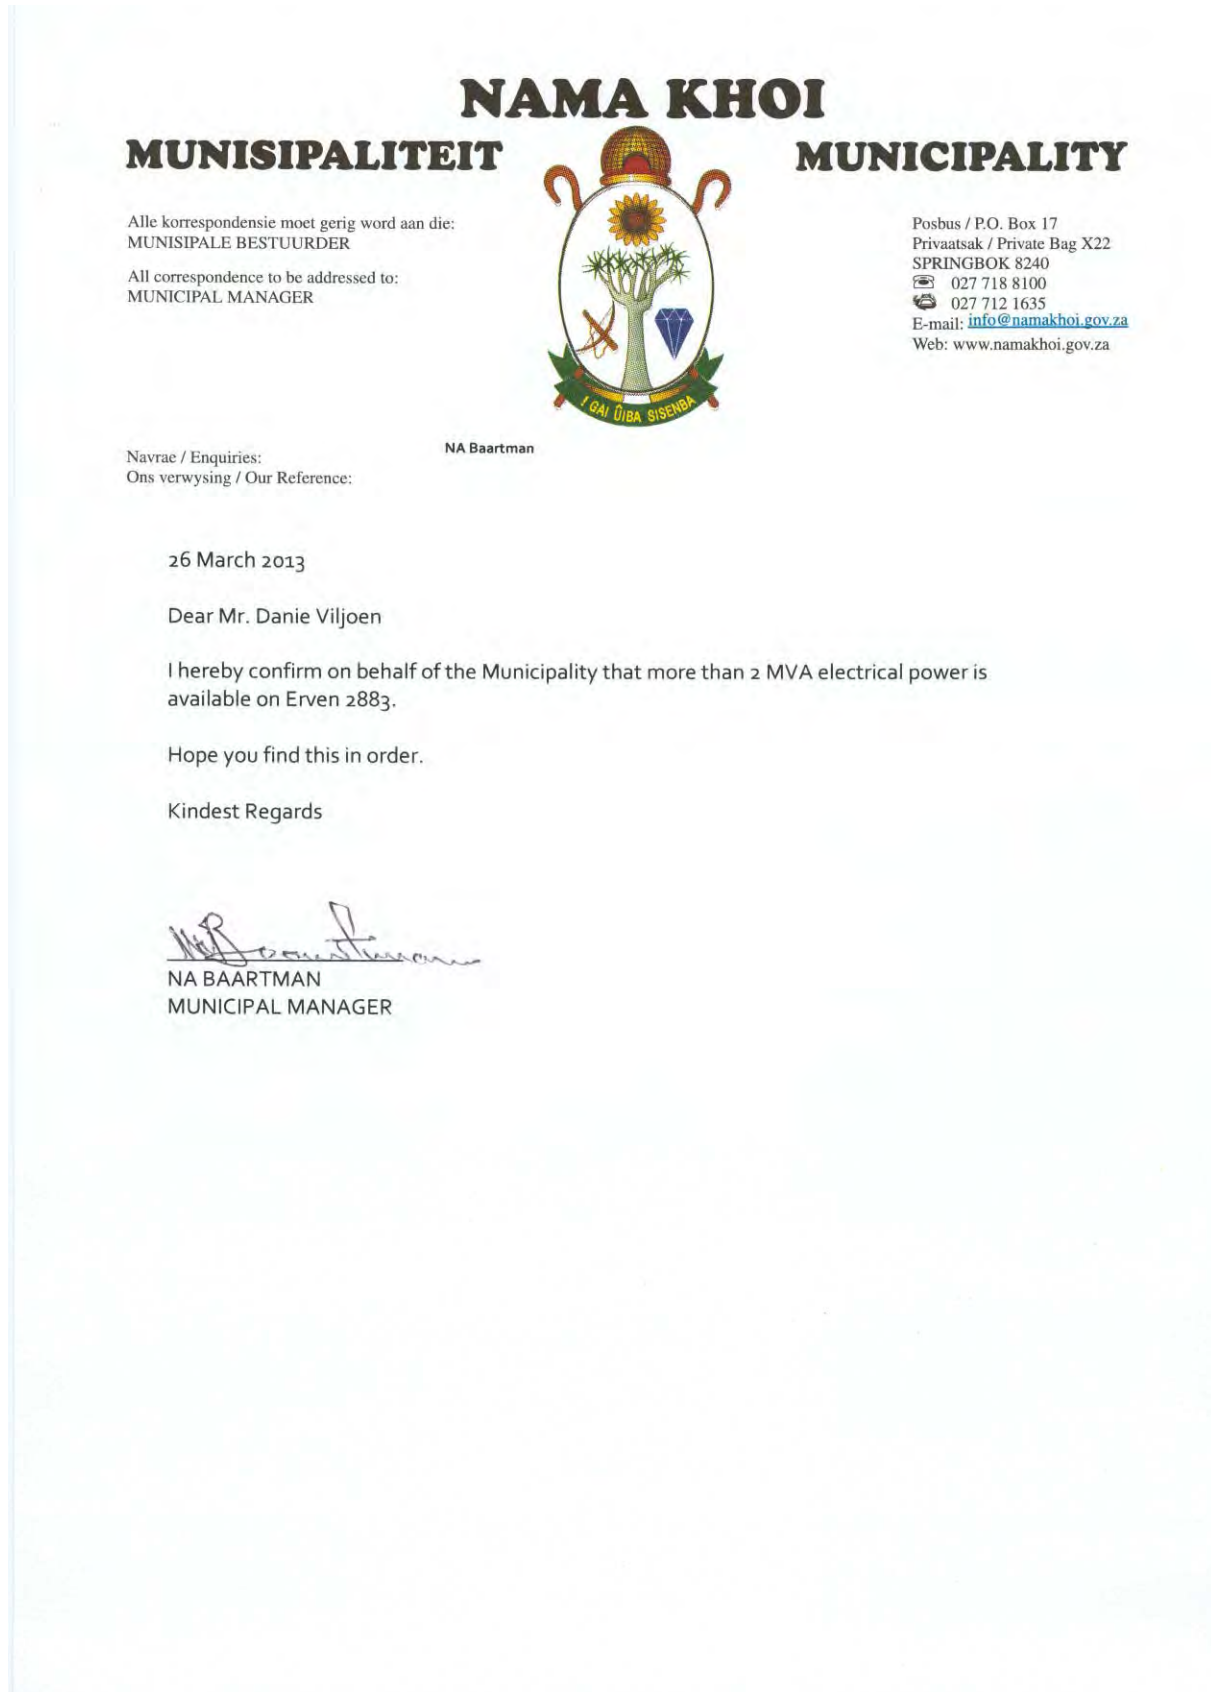 NAMA KHOI
MUNISIPALITEIT
MUNICIPALITY
Alle korrespondensie moet gerig word aan die:
MUNISIPALE BESTUURDER
All correspondence to be addressed to:
MUNICIPAL MANAGER
Posbus / P.O. Box 17
Privaatsak / Private Bag X22
SPRINGBOK 8240
027 718 8100
027 712 1635
E-mail: info@namakhoi.gov.za
Web: www.namakhoi.gov.za
! GAI ÛIBA SISENBA
Navrae / Enquiries:
NA Baartman
Ons verwysing / Our Reference:
26 March 2013
Dear Mr. Danie Viljoen
I hereby confirm on behalf of the Municipality that more than 2 MVA electrical power is
available on Erven 2883.
Hope you find this in order.
Kindest Regards
NABaartman
NA BAARTMAN
MUNICIPAL MANAGER